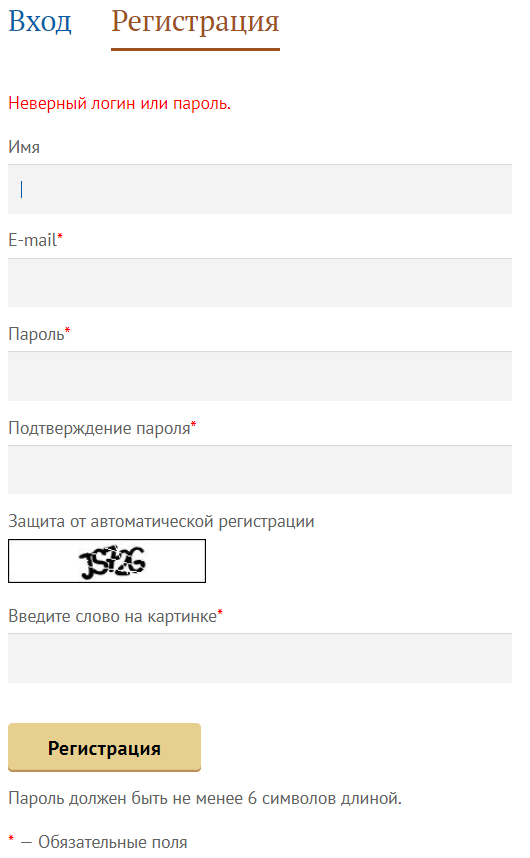 Вход Регистрация
Неверный логин или пароль.
Имя
E-mail*
Пароль*
Подтверждение пароля*
Защита от автоматической регистрации
Введите слово на картинке*
Регистрация
Пароль должен быть не менее 6 символов длиной.
* — Обязательные поля